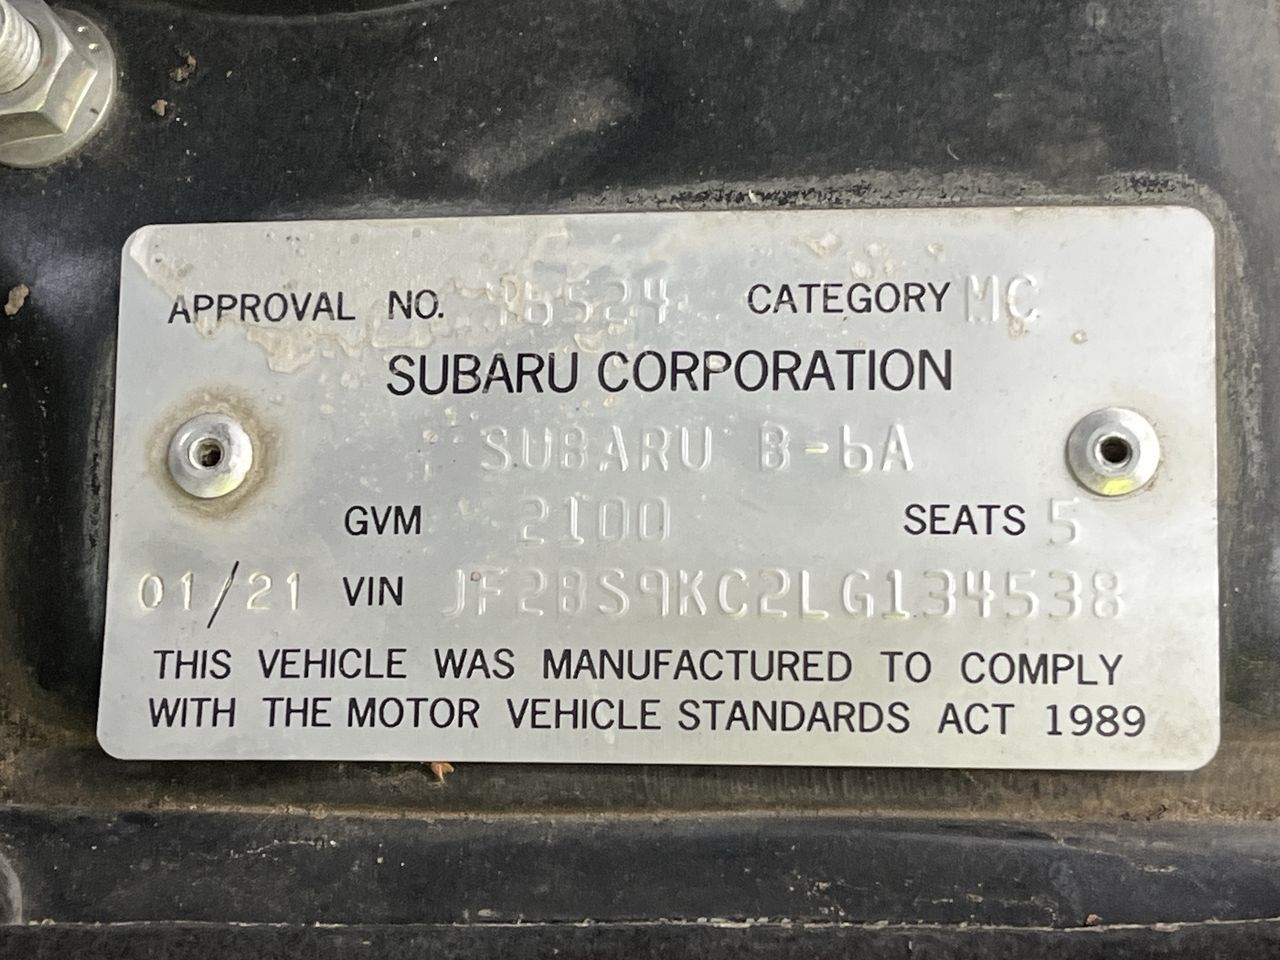 APPROVAL NO. 56524 CATEGORY MC
SUBARU CORPORATION
SUBARU B-6A
GVM 2100 SEATS 5
01/21 VIN JF2BS9KC2LG134538
THIS VEHICLE WAS MANUFACTURED TO COMPLY
WITH THE MOTOR VEHICLE STANDARDS ACT 1989